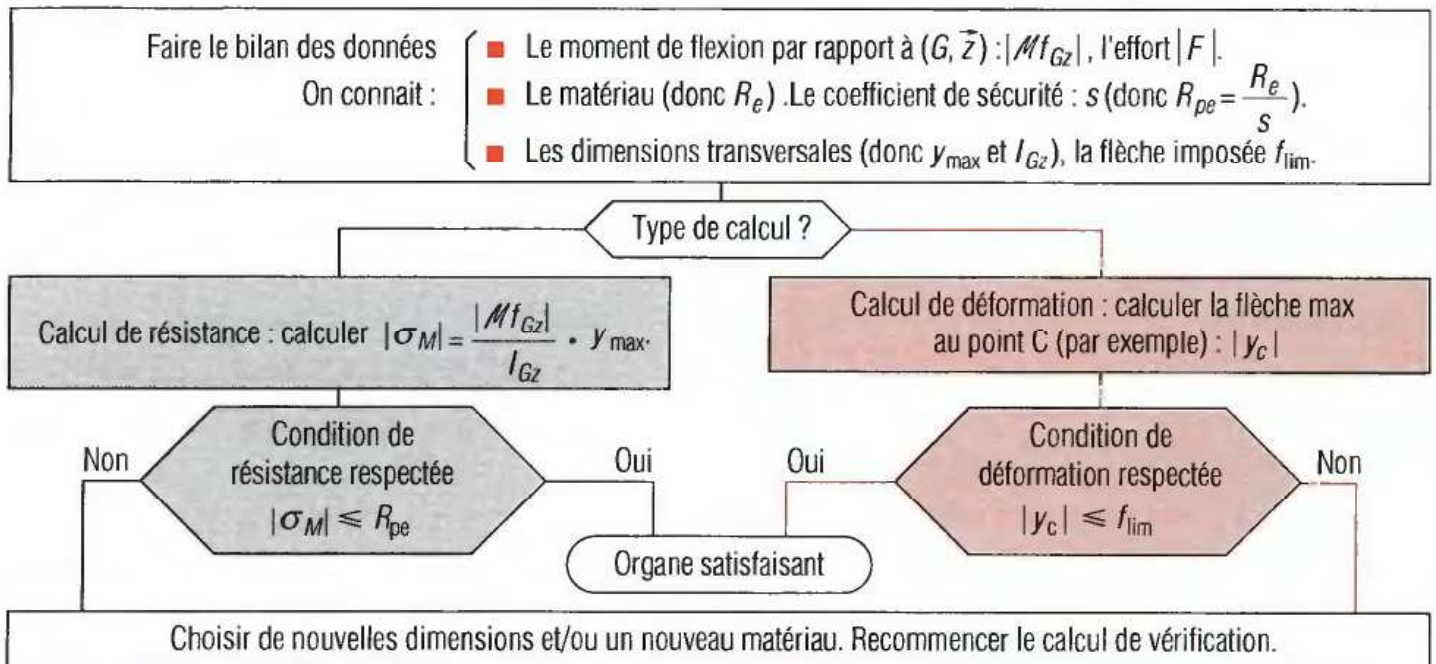 Faire le bilan des données
On connait :
■ Le moment de flexion par rapport à (G, z⃗) :|Mf_Gz|, l'effort|F|.
■ Le matériau (donc R_e) .Le coefficient de sécurité : s (donc R_pe = R_e/s).
■ Les dimensions transversales (donc y_max et I_Gz), la flèche imposée f_lim.
Type de calcul ?
Calcul de résistance : calculer |σ_M| = |Mf_Gz|/I_Gz · y_max.
Calcul de déformation : calculer la flèche max
au point C (par exemple) : |y_c|
Non
Condition de
résistance respectée
|σ_M| ⩽ R_pe
Oui
Oui
Condition de
déformation respectée
|y_c| ⩽ f_lim
Non
Organe satisfaisant
Choisir de nouvelles dimensions et/ou un nouveau matériau. Recommencer le calcul de vérification.